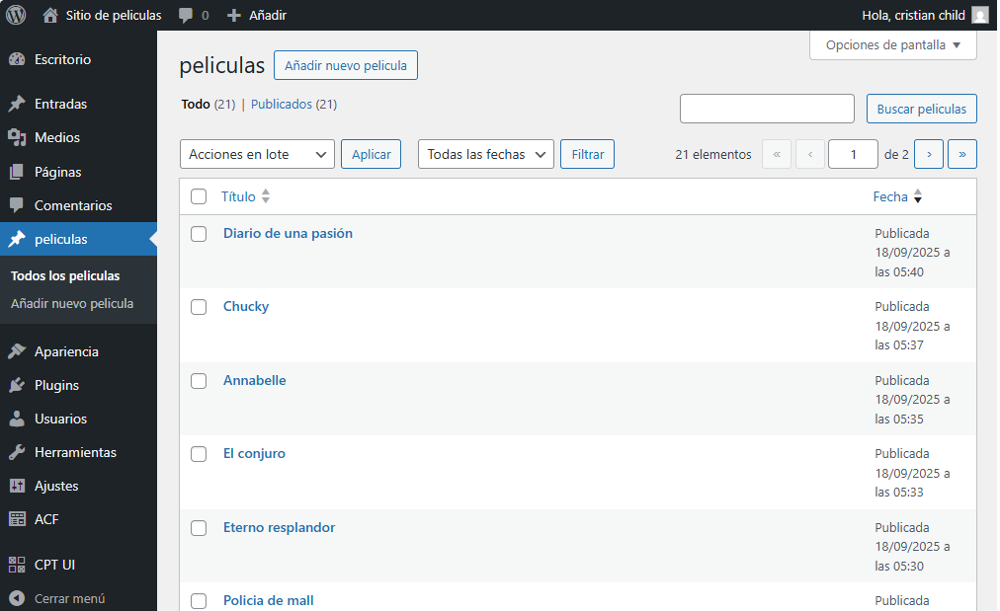 Sitio de peliculas 0 Añadir Hola, cristian child
Opciones de pantalla
Escritorio
Entradas
Medios
Páginas
Comentarios
peliculas
Todos los peliculas
Añadir nuevo pelicula
Apariencia
Plugins
Usuarios
Herramientas
Ajustes
ACF
CPT UI
Cerrar menú
peliculas Añadir nuevo pelicula
Todo (21) | Publicados (21)
Buscar peliculas
Acciones en lote Aplicar Todas las fechas Filtrar 21 elementos « ‹ 1 de 2 › »
Título Fecha
Diario de una pasión Publicada
18/09/2025 a
las 05:40
Chucky Publicada
18/09/2025 a
las 05:37
Annabelle Publicada
18/09/2025 a
las 05:35
El conjuro Publicada
18/09/2025 a
las 05:33
Eterno resplandor Publicada
18/09/2025 a
las 05:30
Policia de mall Publicada